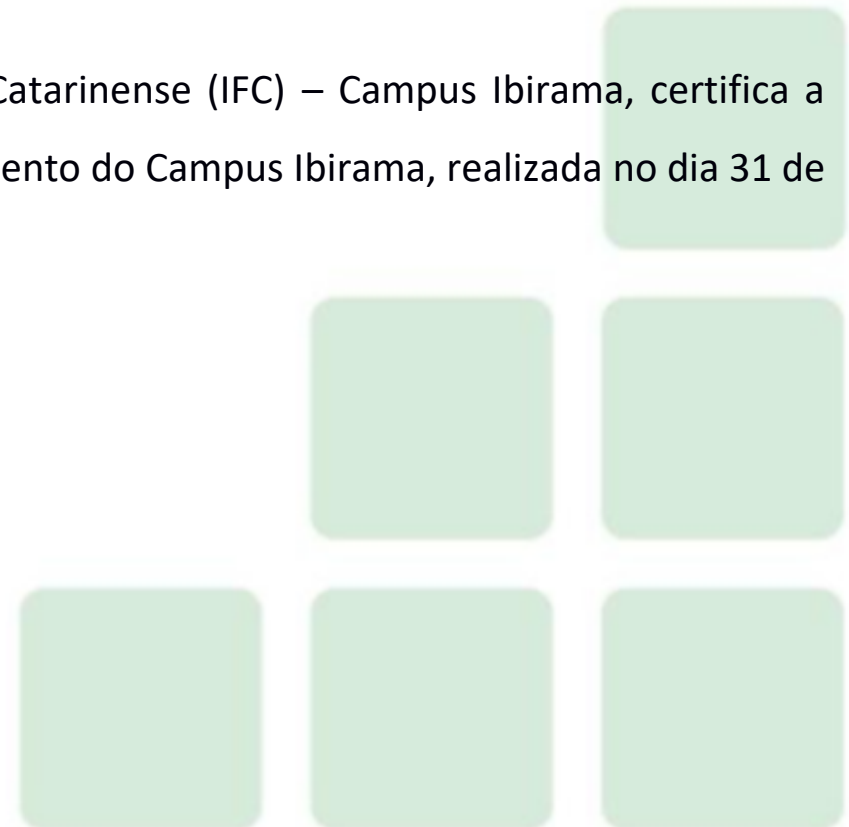 Catarinense (IFC) – Campus Ibirama, certifica a
ento do Campus Ibirama, realizada no dia 31 de